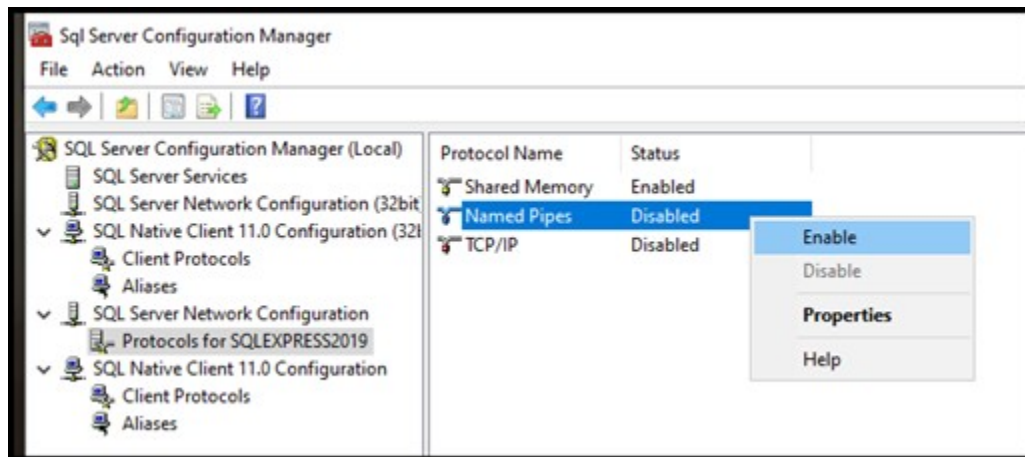 Sql Server Configuration Manager
File Action View Help
SQL Server Configuration Manager (Local)
SQL Server Services
SQL Server Network Configuration (32bit
SQL Native Client 11.0 Configuration (32b
Client Protocols
Aliases
SQL Server Network Configuration
Protocols for SQLEXPRESS2019
SQL Native Client 11.0 Configuration
Client Protocols
Aliases
Protocol Name Status
Shared Memory Enabled
Named Pipes Disabled
TCP/IP Disabled
Enable
Disable
Properties
Help